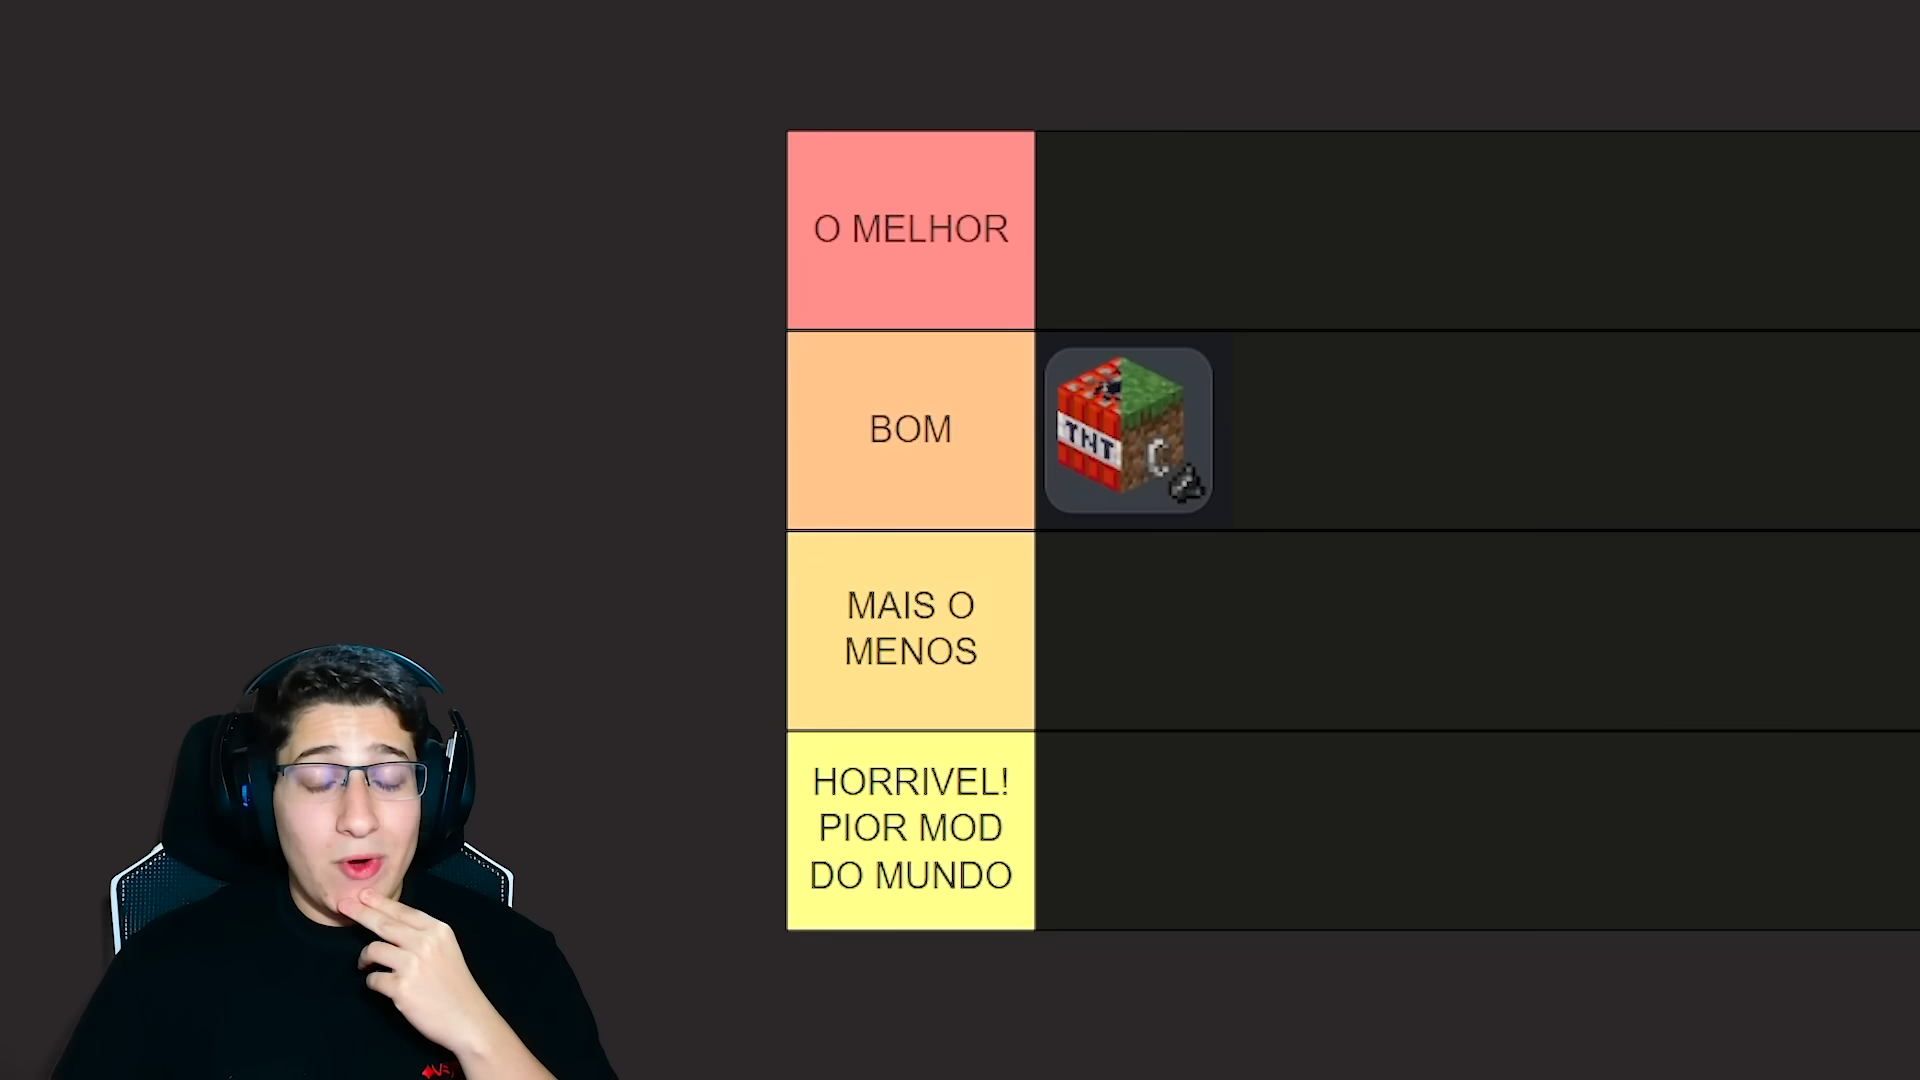 O MELHOR
BOM
TNT
MAIS O
MENOS
HORRIVEL!
PIOR MOD
DO MUNDO